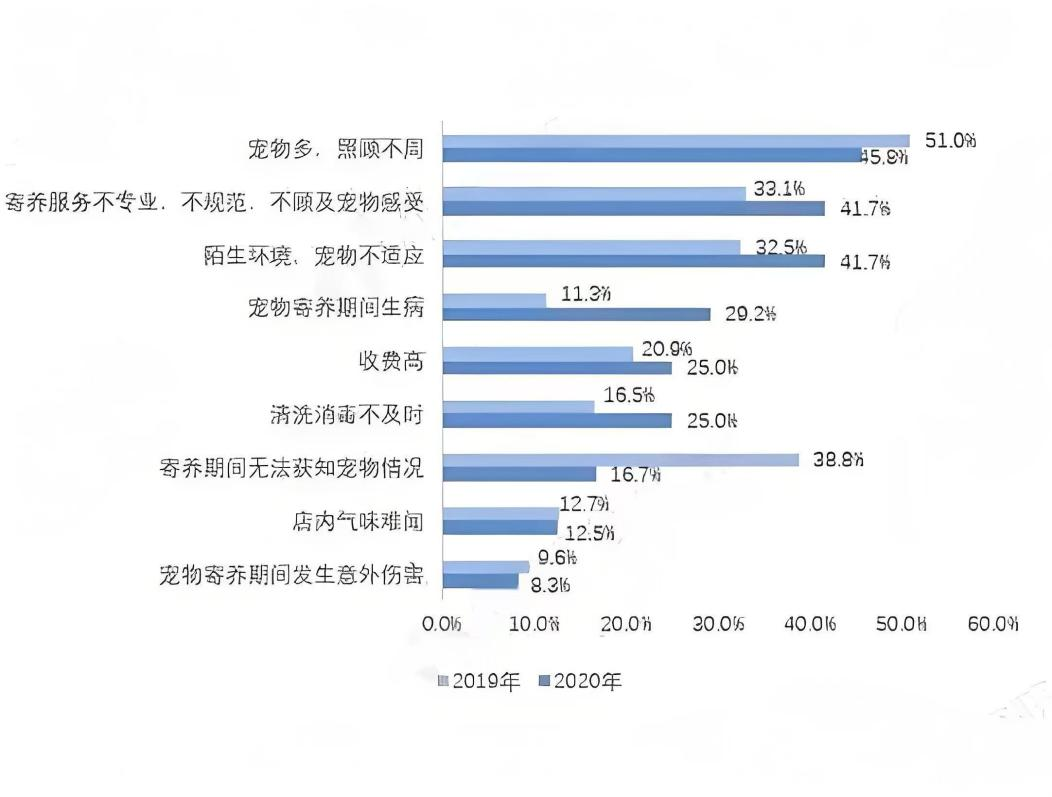 宠物多，照顾不周
51.0%
45.8%
寄养服务不专业，不规范，不顾及宠物感受
33.1%
41.7%
陌生环境，宠物不适应
32.5%
41.7%
宠物寄养期间生病
11.3%
29.2%
收费高
20.9%
25.0%
清洗消毒不及时
16.5%
25.0%
寄养期间无法获知宠物情况
38.8%
16.7%
店内气味难闻
12.7%
12.5%
宠物寄养期间发生意外伤害
9.6%
8.3%
0.0% 10.0% 20.0% 30.0% 40.0% 50.0% 60.0%
2019年 2020年